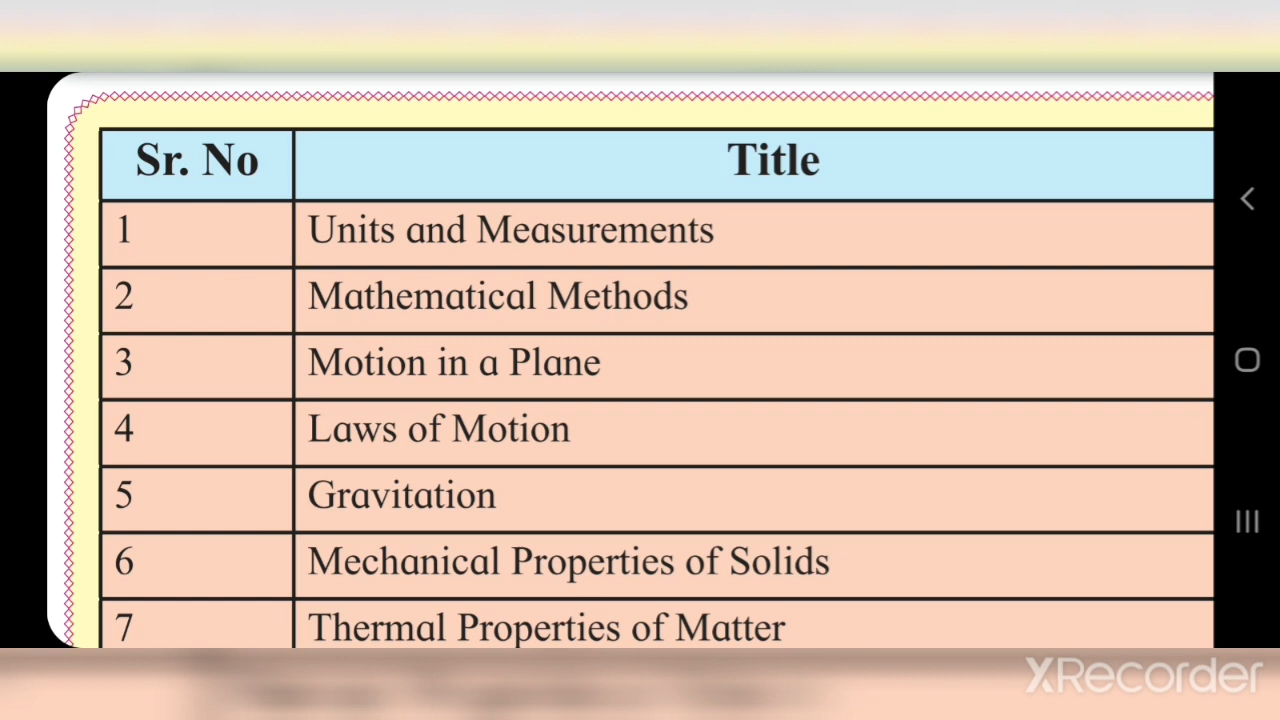 Sr. No Title
1 Units and Measurements
2 Mathematical Methods
3 Motion in a Plane
4 Laws of Motion
5 Gravitation
6 Mechanical Properties of Solids
7 Thermal Properties of Matter
XRecorder